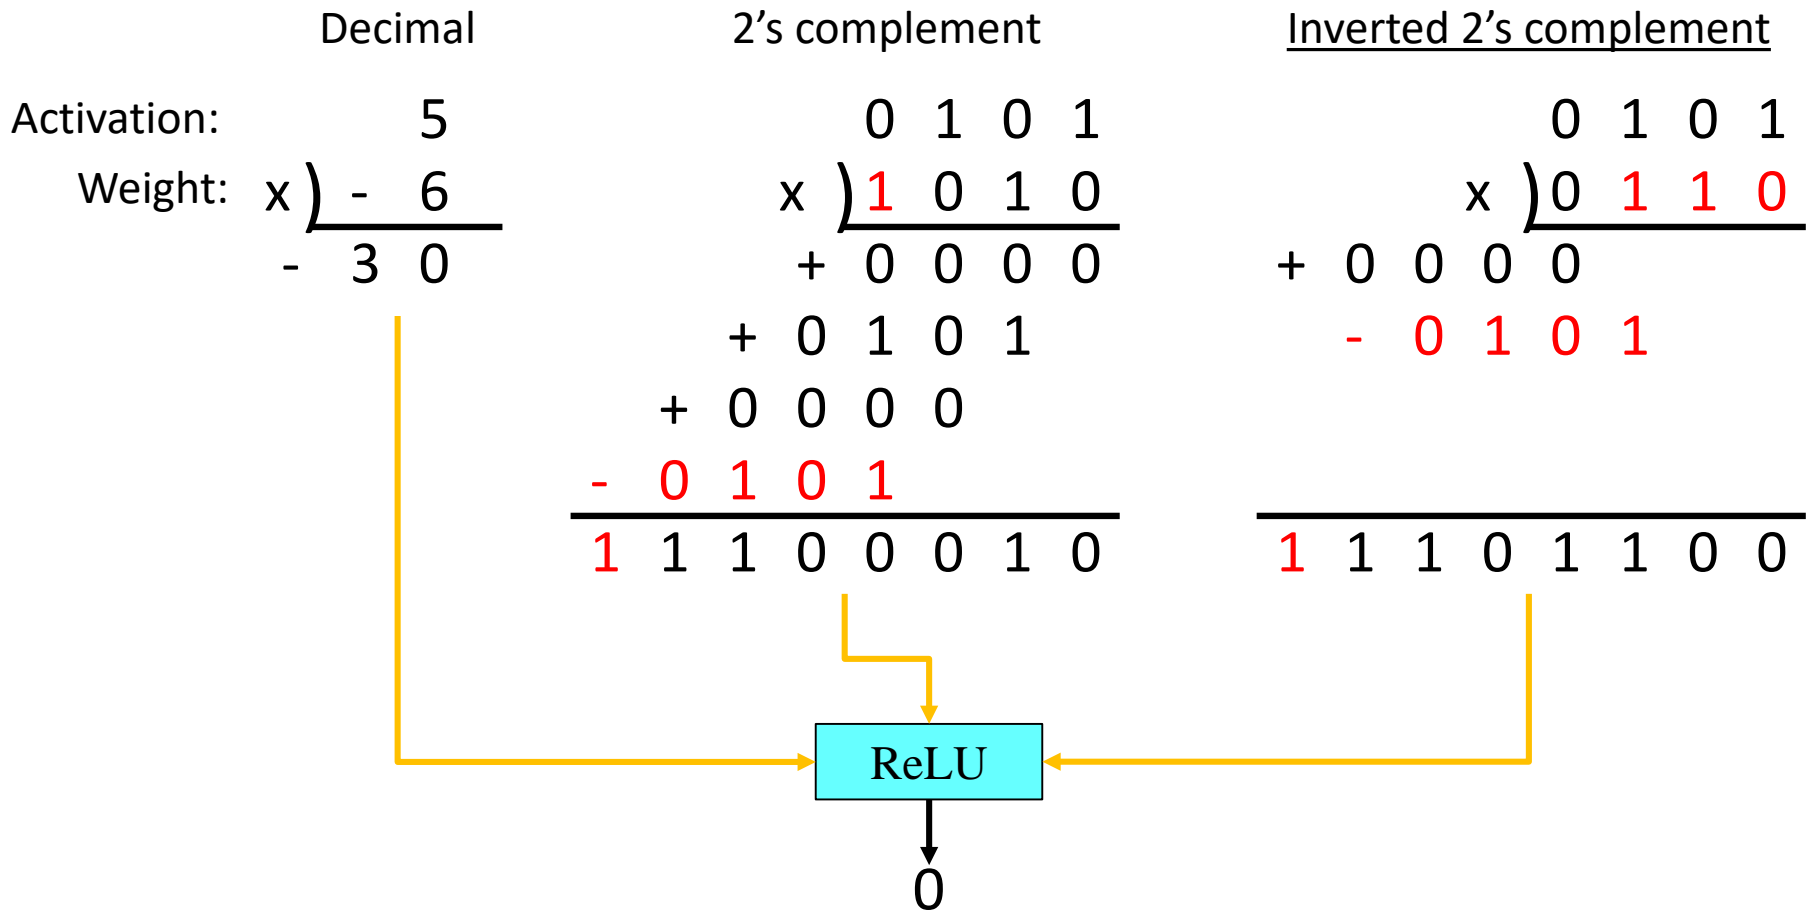 Decimal 2's complement Inverted 2's complement
Activation: 5 0 1 0 1 0 1 0 1
Weight: x ) - 6 x ) 1 0 1 0 x ) 0 1 1 0
- 3 0 + 0 0 0 0 + 0 0 0 0
+ 0 1 0 1 - 0 1 0 1
+ 0 0 0 0
- 0 1 0 1
1 1 1 0 0 0 1 0 1 1 1 0 1 1 0 0
ReLU
0